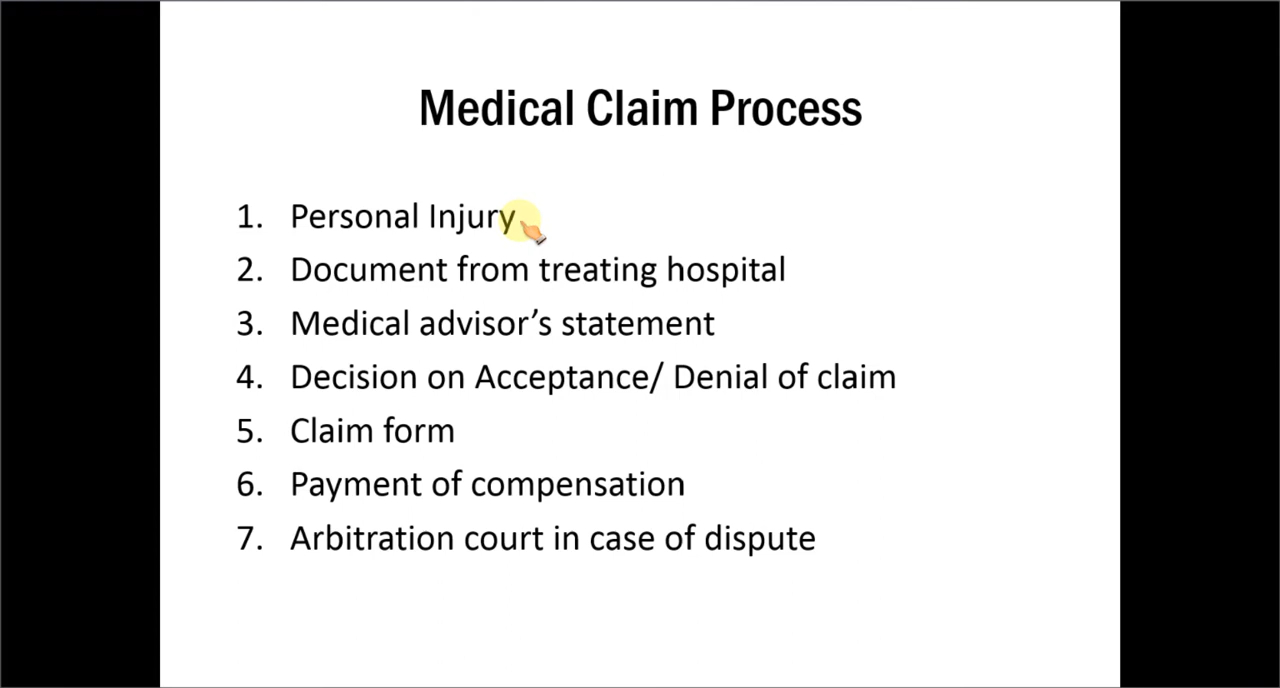 Medical Claim Process
1. Personal Injury
2. Document from treating hospital
3. Medical advisor’s statement
4. Decision on Acceptance/ Denial of claim
5. Claim form
6. Payment of compensation
7. Arbitration court in case of dispute